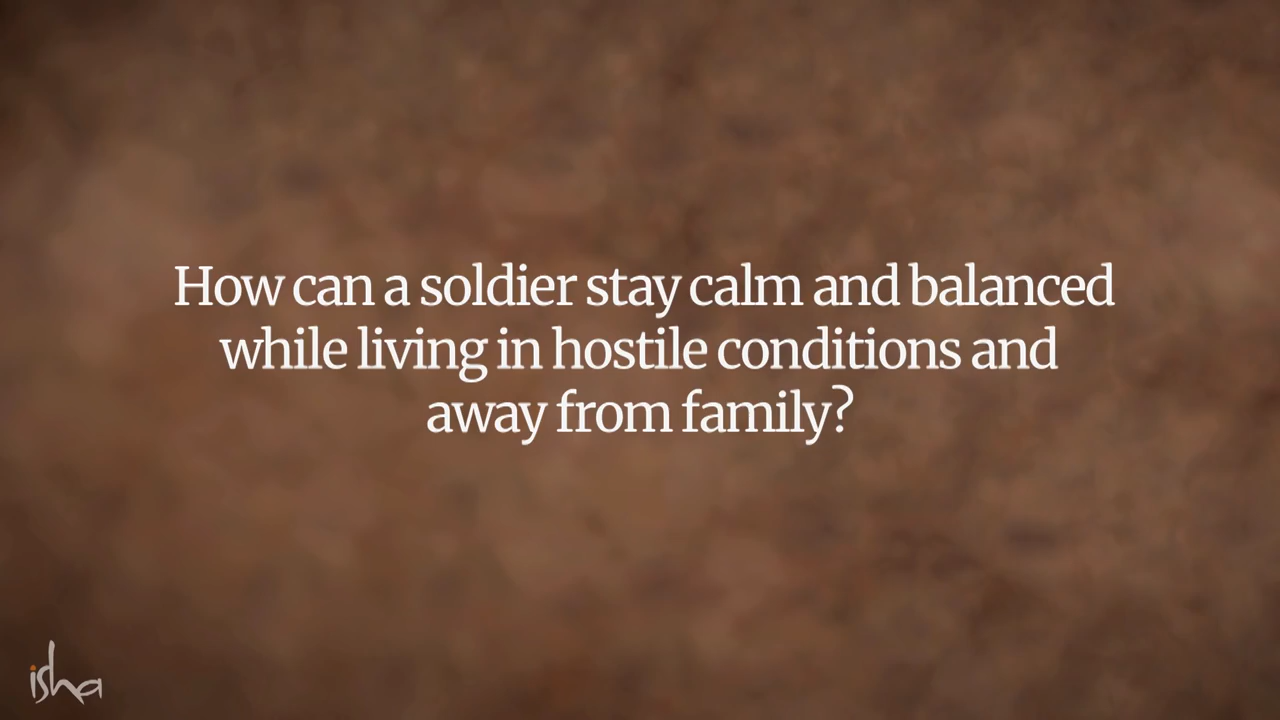 How can a soldier stay calm and balanced
while living in hostile conditions and
away from family?
isha